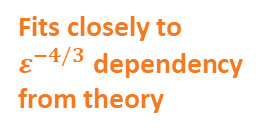 Fits closely to
ε^−4/3 dependency
from theory